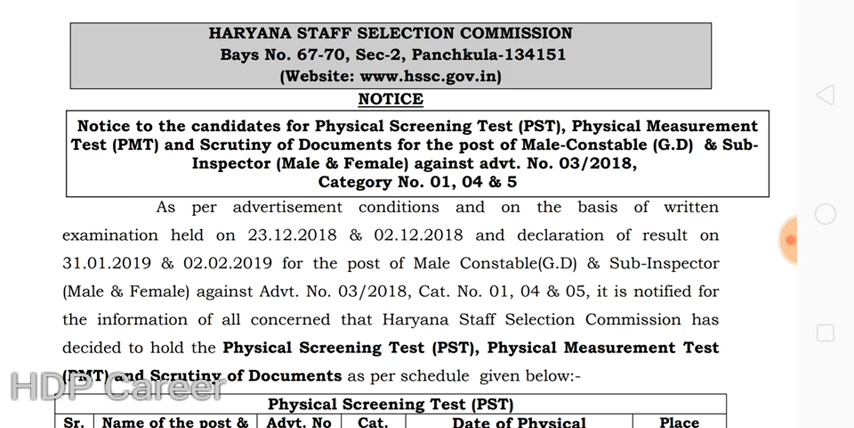 HARYANA STAFF SELECTION COMMISSION
Bays No. 67-70, Sec-2, Panchkula-134151
(Website: www.hssc.gov.in)
NOTICE
Notice to the candidates for Physical Screening Test (PST), Physical Measurement
Test (PMT) and Scrutiny of Documents for the post of Male-Constable (G.D) & Sub-
Inspector (Male & Female) against advt. No. 03/2018,
Category No. 01, 04 & 5
As per advertisement conditions and on the basis of written
examination held on 23.12.2018 & 02.12.2018 and declaration of result on
31.01.2019 & 02.02.2019 for the post of Male Constable(G.D) & Sub-Inspector
(Male & Female) against Advt. No. 03/2018, Cat. No. 01, 04 & 05, it is notified for
the information of all concerned that Haryana Staff Selection Commission has
decided to hold the Physical Screening Test (PST), Physical Measurement Test
(PMT) and Scrutiny of Documents as per schedule given below:-
HDP Career
Physical Screening Test (PST)
Sr. Name of the post & Advt. No Cat. Date of Physical Place